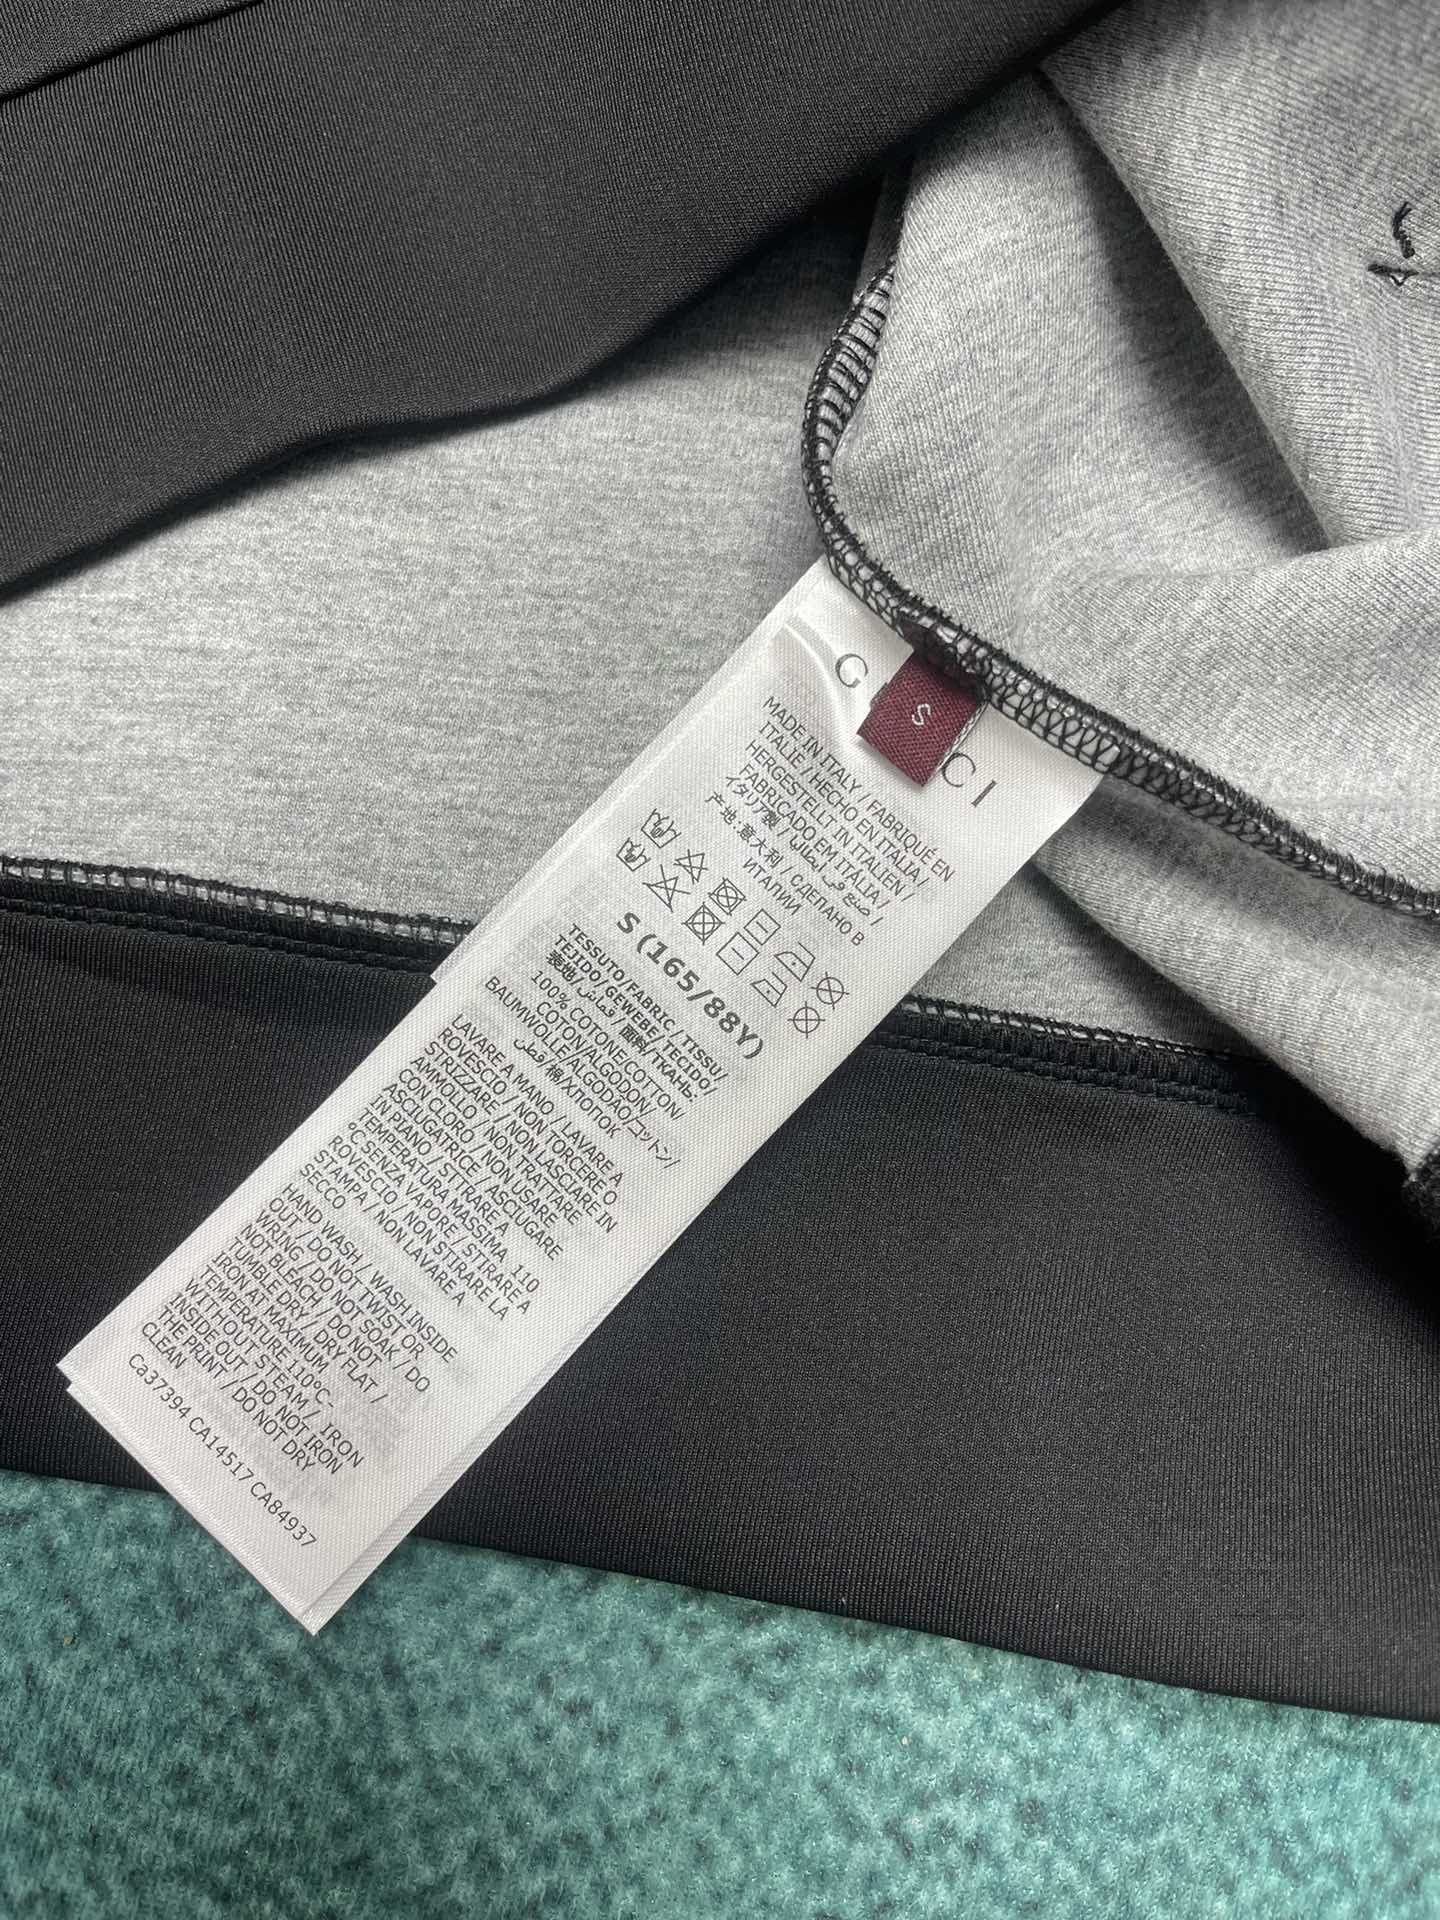 GUCCI
S
MADE IN ITALY / FABRIQUÉ EN
ITALIE / HECHO EN ITALIA /
HERGESTELLT IN ITALIEN /
FABRICADO EM ITÁLIA /
イタリア製 / صنع في ايطاليا /
产地:意大利 / СДЕЛАНО В
ИТАЛИИ
S (165/88Y)
TESSUTO/FABRIC / TISSU/
TEJIDO/GEWEBE/TECIDO/
表地/قماش/面料/ТКАНЬ:
100% COTONE/COTTON/
COTON/ALGODON/
BAUMWOLLE/ALGODÃO/コットン/
قطن/棉/ХЛОПОК
LAVARE A MANO / LAVARE A
ROVESCIO / NON TORCERE O
STRIZZARE / NON LASCIARE IN
AMMOLLO / NON TRATTARE
CON CLORO / NON USARE
ASCIUGATRICE / ASCIUGARE
IN PIANO / STIRARE A
TEMPERATURA MASSIMA 110
°C SENZA VAPORE / STIRARE A
ROVESCIO / NON STIRARE LA
STAMPA / NON LAVARE A
SECCO
HAND WASH / WASH INSIDE
OUT / DO NOT TWIST OR
WRING / DO NOT SOAK / DO
NOT BLEACH / DO NOT
TUMBLE DRY / DRY FLAT /
IRON AT MAXIMUM
TEMPERATURE 110°C-
WITHOUT STEAM / IRON
INSIDE OUT / DO NOT IRON
THE PRINT / DO NOT DRY
CLEAN
Ca37394 CA14517 CA84937